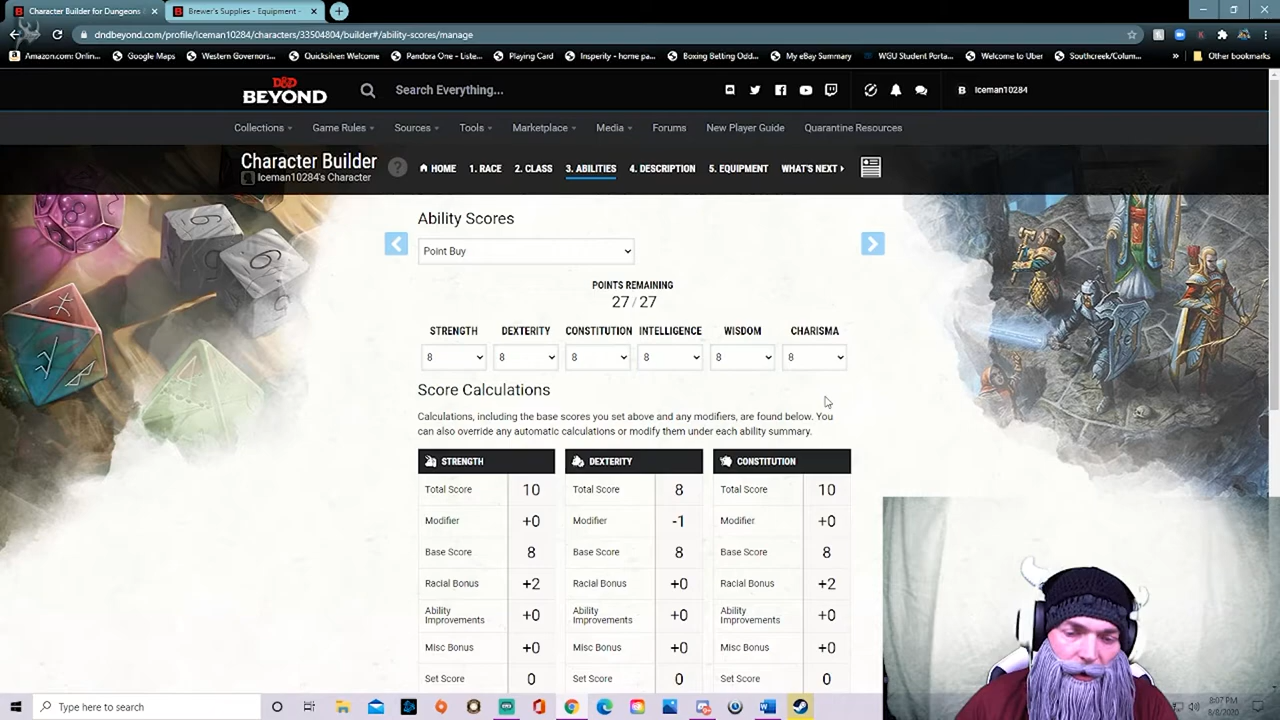 Character Builder for Dungeons &
Brewer's Supplies - Equipment -
dndbeyond.com/profile/Iceman10284/characters/33504804/builder#/ability-scores/manage
Amazon.com: Onlin...
Google Maps
Western Governors...
Quicksilver Welcome
Pandora One - Liste...
Playing Card
Insperity - home pa...
Boxing Betting Odd...
My eBay Summary
WGU Student Porta...
Welcome to Uber
Southcreek/Colum...
»
Other bookmarks
D&D
BEYOND
Search Everything...
Iceman10284
Collections
Game Rules
Sources
Tools
Marketplace
Media
Forums
New Player Guide
Quarantine Resources
Character Builder
Iceman10284's Character
?
HOME
1. RACE
2. CLASS
3. ABILITIES
4. DESCRIPTION
5. EQUIPMENT
WHAT'S NEXT
Ability Scores
Point Buy
POINTS REMAINING
27 / 27
STRENGTH DEXTERITY CONSTITUTION INTELLIGENCE WISDOM CHARISMA
8 8 8 8 8 8
Score Calculations
Calculations, including the base scores you set above and any modifiers, are found below. You
can also override any automatic calculations or modify them under each ability summary.
STRENGTH
Total Score 10
Modifier +0
Base Score 8
Racial Bonus +2
Ability
Improvements +0
Misc Bonus +0
Set Score 0
DEXTERITY
Total Score 8
Modifier -1
Base Score 8
Racial Bonus +0
Ability
Improvements +0
Misc Bonus +0
Set Score 0
CONSTITUTION
Total Score 10
Modifier +0
Base Score 8
Racial Bonus +2
Ability
Improvements +0
Misc Bonus +0
Set Score 0
Type here to search
8:07 PM
8/8/2020